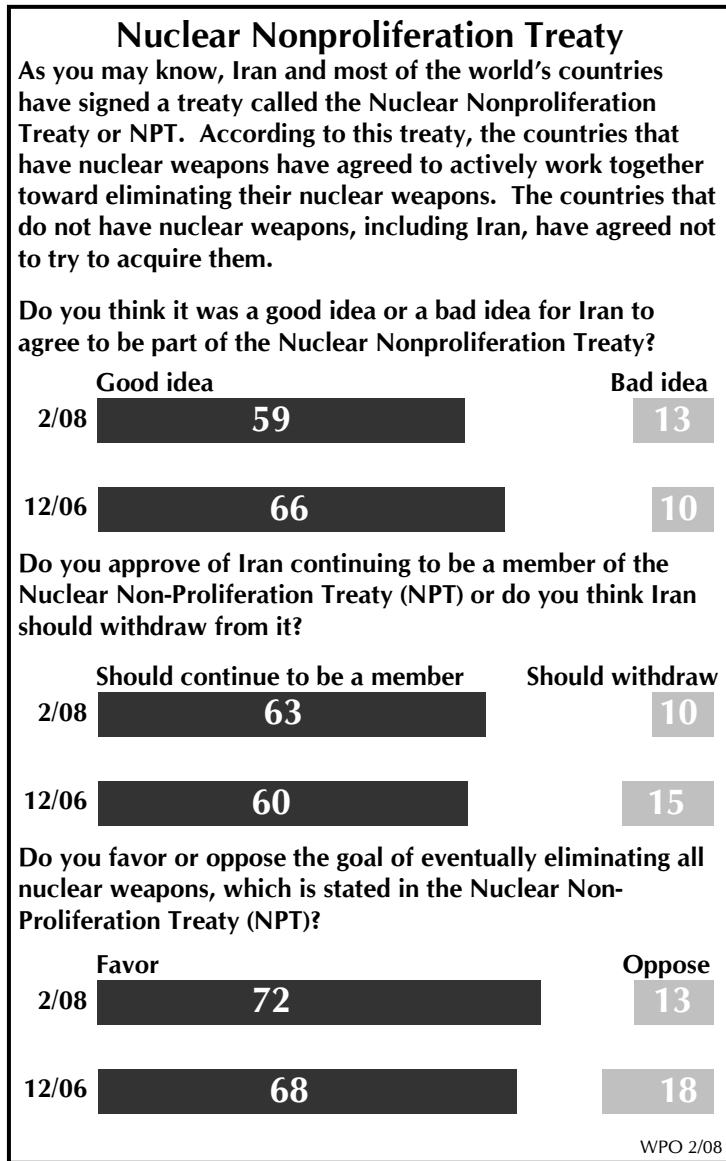 Nuclear Nonproliferation Treaty
As you may know, Iran and most of the world's countries
have signed a treaty called the Nuclear Nonproliferation
Treaty or NPT. According to this treaty, the countries that
have nuclear weapons have agreed to actively work together
toward eliminating their nuclear weapons. The countries that
do not have nuclear weapons, including Iran, have agreed not
to try to acquire them.
Do you think it was a good idea or a bad idea for Iran to
agree to be part of the Nuclear Nonproliferation Treaty?
Good idea Bad idea
2/08 59 13
12/06 66 10
Do you approve of Iran continuing to be a member of the
Nuclear Non-Proliferation Treaty (NPT) or do you think Iran
should withdraw from it?
Should continue to be a member Should withdraw
2/08 63 10
12/06 60 15
Do you favor or oppose the goal of eventually eliminating all
nuclear weapons, which is stated in the Nuclear Non-
Proliferation Treaty (NPT)?
Favor Oppose
2/08 72 13
12/06 68 18
WPO 2/08